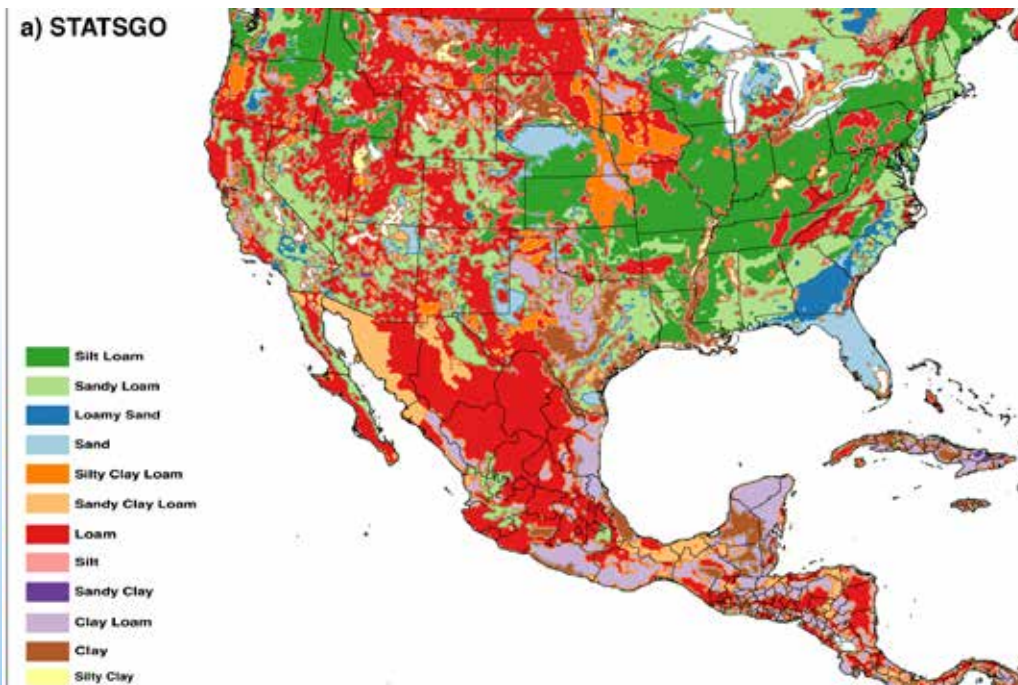 a) STATSGO
Silt Loam
Sandy Loam
Loamy Sand
Sand
Silty Clay Loam
Sandy Clay Loam
Loam
Silt
Sandy Clay
Clay Loam
Clay
Silty Clay